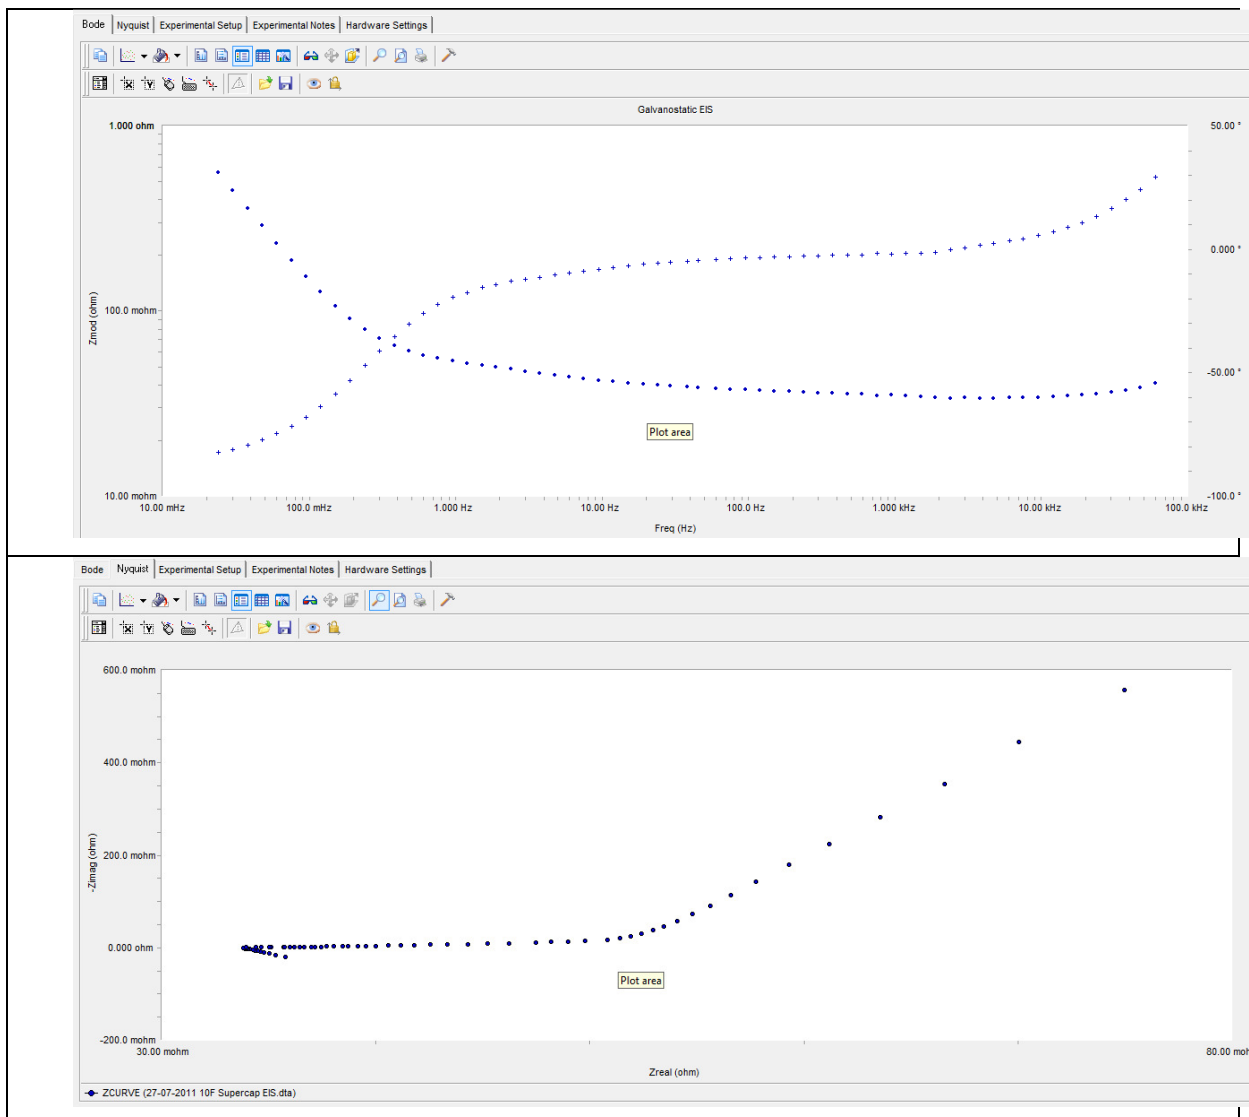 Bode Nyquist Experimental Setup Experimental Notes Hardware Settings
Galvanostatic EIS
1.000 ohm
50.00 °
0.000 °
Zmod (ohm)
100.0 mohm
-50.00 °
Plot area
10.00 mohm
-100.0 °
10.00 mHz 100.0 mHz 1.000 Hz 10.00 Hz 100.0 Hz 1.000 kHz 10.00 kHz 100.0 kHz
Freq (Hz)
Bode Nyquist Experimental Setup Experimental Notes Hardware Settings
600.0 mohm
400.0 mohm
-Zimag (ohm)
200.0 mohm
0.000 ohm
Plot area
-200.0 mohm
30.00 mohm 80.00 moh
Zreal (ohm)
ZCURVE (27-07-2011 10F Supercap EIS.dta)